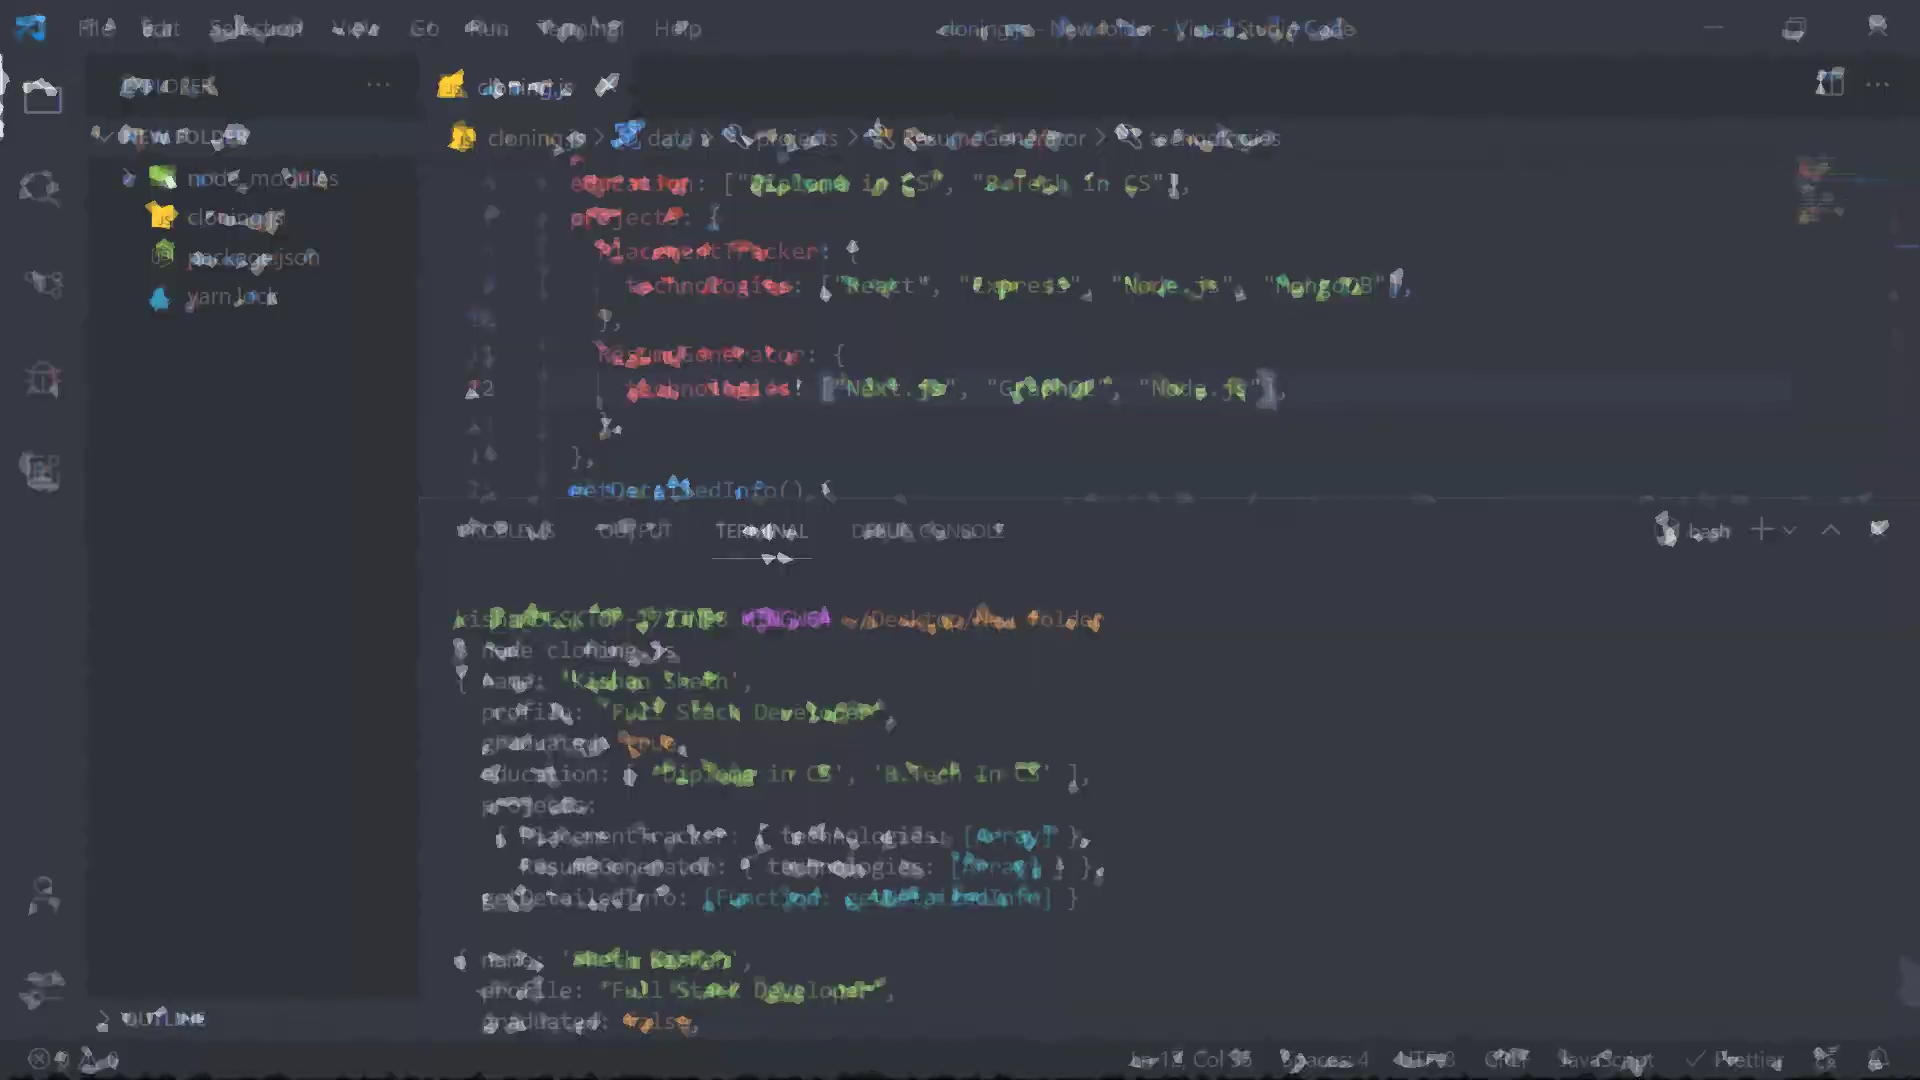 File Edit Selection View Go Run Terminal Help
cloning.js - New folder - Visual Studio Code
EXPLORER
cloning.js
NEW FOLDER
cloning.js > data > projects > ResumeGenerator > technologies
node_modules
cloning.js
package.json
yarn.lock
education: ["Diploma in CS", "B.Tech in CS"],
projects: {
PlacementTracker: {
technologies: ["React", "Express", "Node.js", "MongoDB"],
},
ResumeGenerator: {
12 technologies: ["Next.js", "GraphQL", "Node.js"],
},
},
getDetailedInfo() {
PROBLEMS OUTPUT TERMINAL DEBUG CONSOLE
bash
MINGW64 ~/Desktop/New folder
$ node cloning.js
{ name: 'Kishan Sheth',
profile: 'Full Stack Developer',
graduated: true,
education: [ 'Diploma in CS', 'B.Tech In CS' ],
projects:
{ PlacementTracker: { technologies: [Array] },
ResumeGenerator: { technologies: [Array] } },
getDetailedInfo: [Function: getDetailedInfo] }
{ name: 'Sheth Kishan',
profile: 'Full Stack Developer',
graduated: false,
OUTLINE
Spaces: 4 UTF-8 CRLF JavaScript Prettier